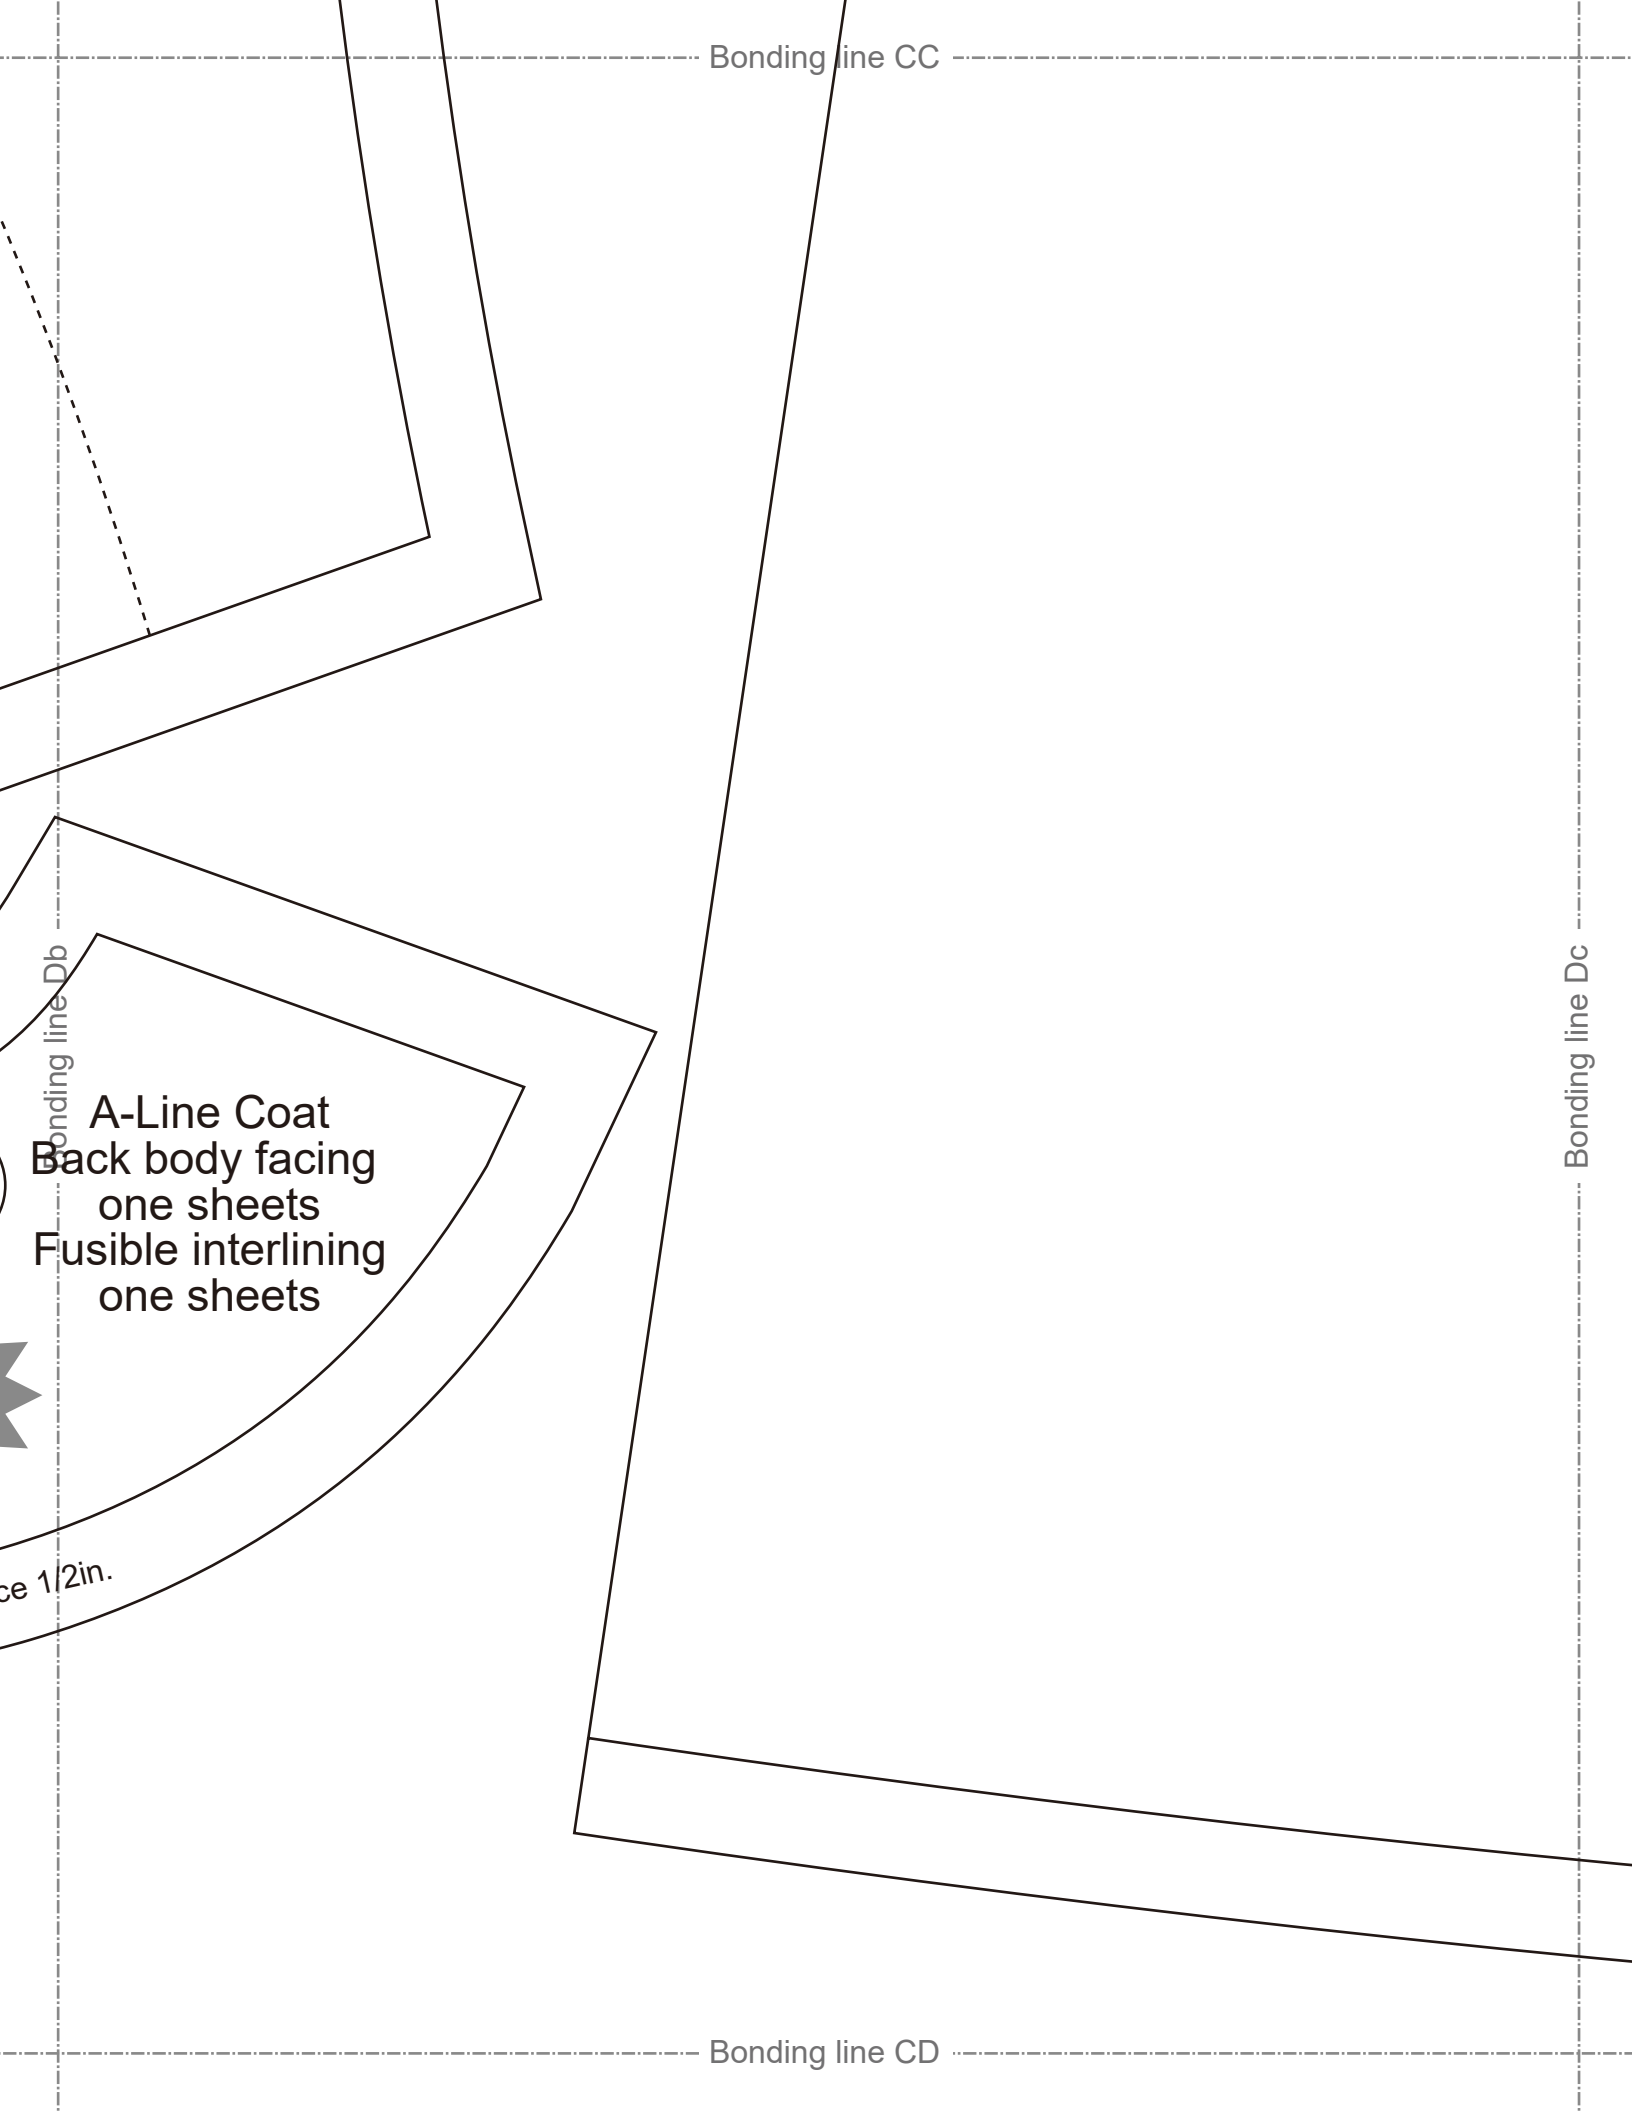 Bonding line CC
Bonding line Db
Bonding line Dc
A-Line Coat
Back body facing
one sheets
Fusible interlining
one sheets
ce 1/2in.
Bonding line CD